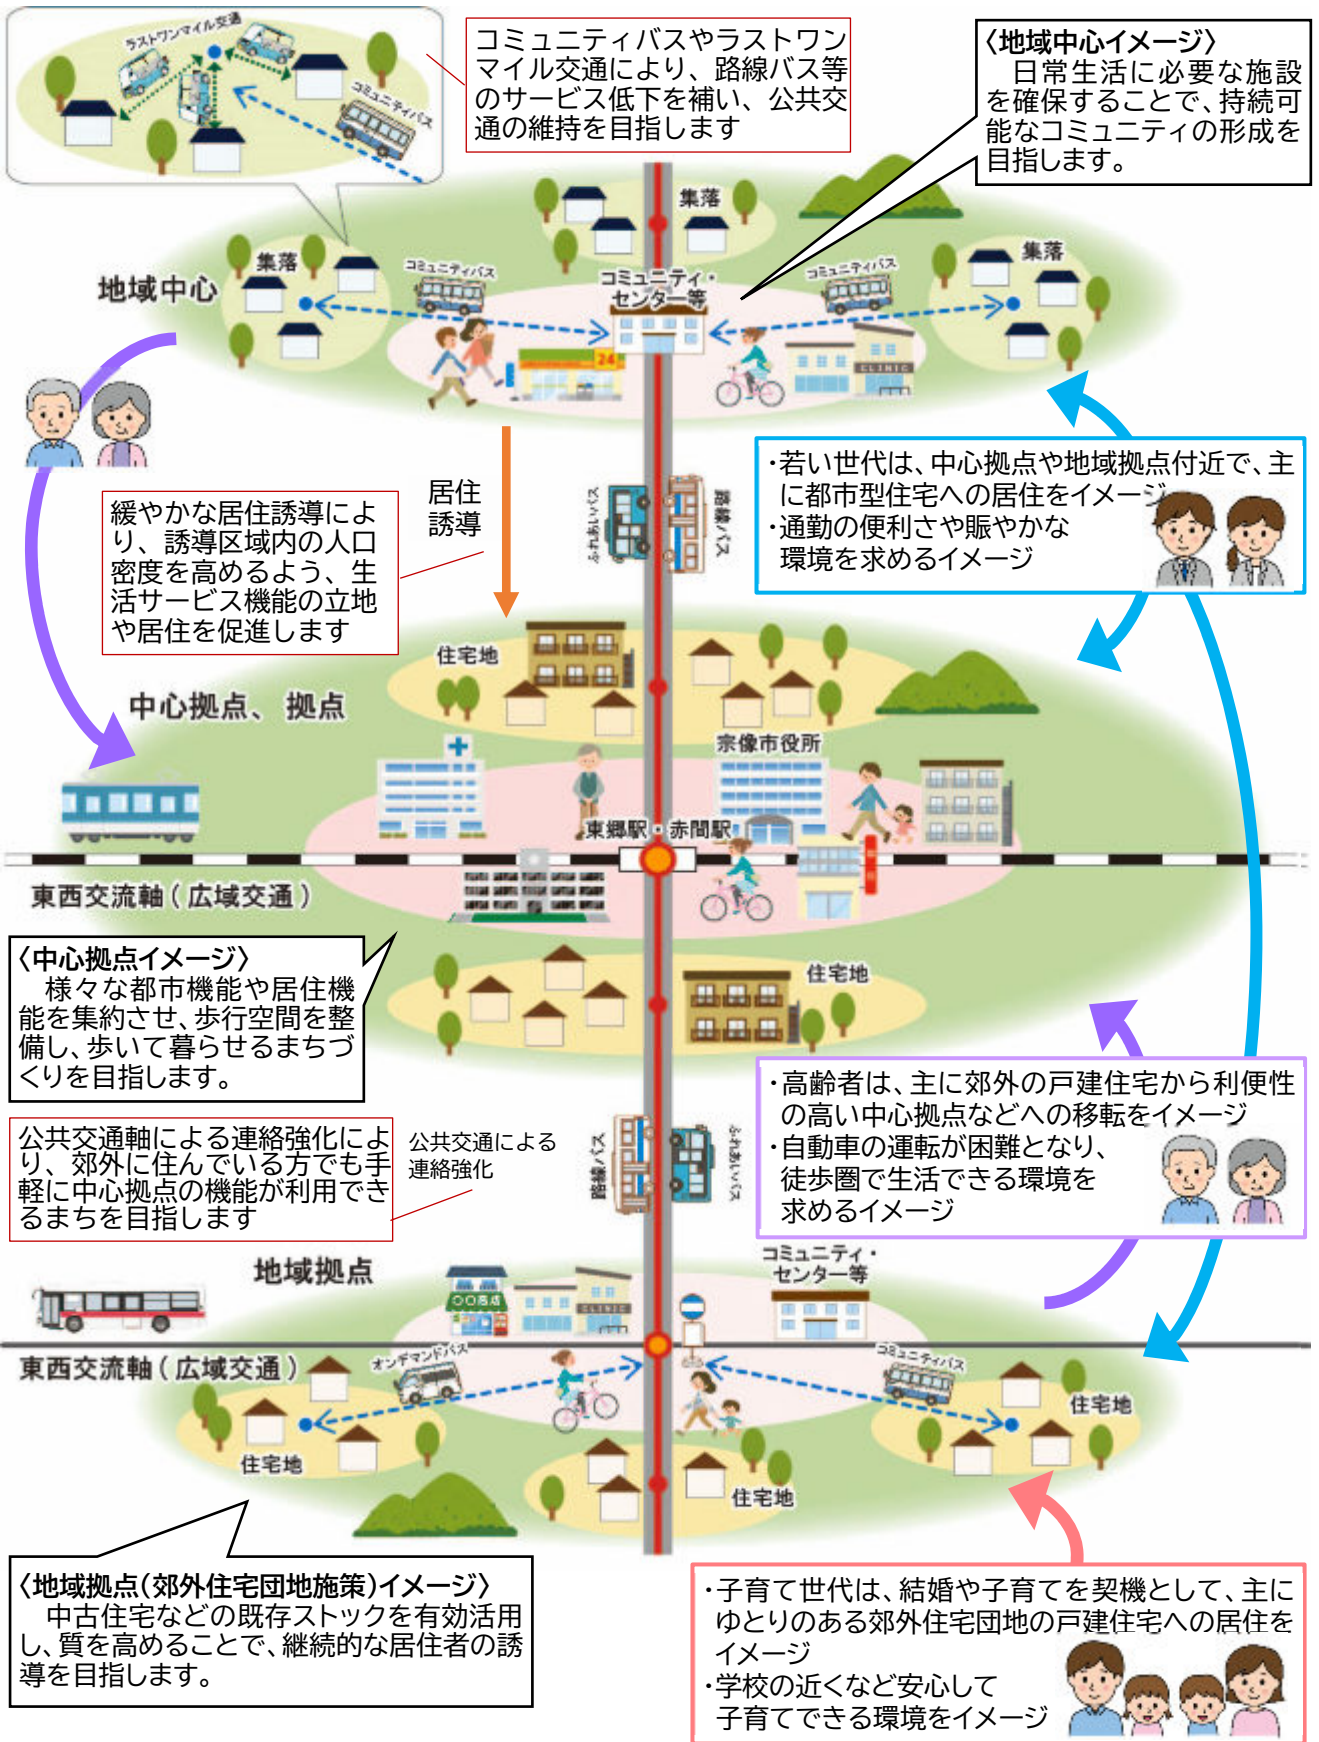 ラストワンマイル交通
コミュニティバス
コミュニティバスやラストワン
マイル交通により、路線バス等
のサービス低下を補い、公共交
通の維持を目指します
〈地域中心イメージ〉
日常生活に必要な施設
を確保することで、持続可
能なコミュニティの形成を
目指します。
集落
集落
コミュニティバス
コミュニティ・
センター等
コミュニティバス
集落
地域中心
24
CLINIC
居住
誘導
緩やかな居住誘導によ
り、誘導区域内の人口
密度を高めるよう、生
活サービス機能の立地
や居住を促進します
ふれあいバス
路線バス
・若い世代は、中心拠点や地域拠点付近で、主
に都市型住宅への居住をイメージ
・通勤の便利さや賑やかな
環境を求めるイメージ
住宅地
中心拠点、拠点
宗像市役所
東郷駅・赤間駅
東西交流軸(広域交通)
〈中心拠点イメージ〉
様々な都市機能や居住機
能を集約させ、歩行空間を整
備し、歩いて暮らせるまちづ
くりを目指します。
住宅地
公共交通軸による連絡強化によ
り、郊外に住んでいる方でも手
軽に中心拠点の機能が利用でき
るまちを目指します
公共交通による
連絡強化
路線バス
ふれあいバス
・高齢者は、主に郊外の戸建住宅から利便性
の高い中心拠点などへの移転をイメージ
・自動車の運転が困難となり、
徒歩圏で生活できる環境を
求めるイメージ
地域拠点
コミュニティ・
センター等
〇〇商店
CLINIC
東西交流軸(広域交通)
オンデマンドバス
コミュニティバス
住宅地
住宅地
住宅地
〈地域拠点(郊外住宅団地施策)イメージ〉
中古住宅などの既存ストックを有効活用
し、質を高めることで、継続的な居住者の誘
導を目指します。
・子育て世代は、結婚や子育てを契機として、主に
ゆとりのある郊外住宅団地の戸建住宅への居住を
イメージ
・学校の近くなど安心して
子育てできる環境をイメージ